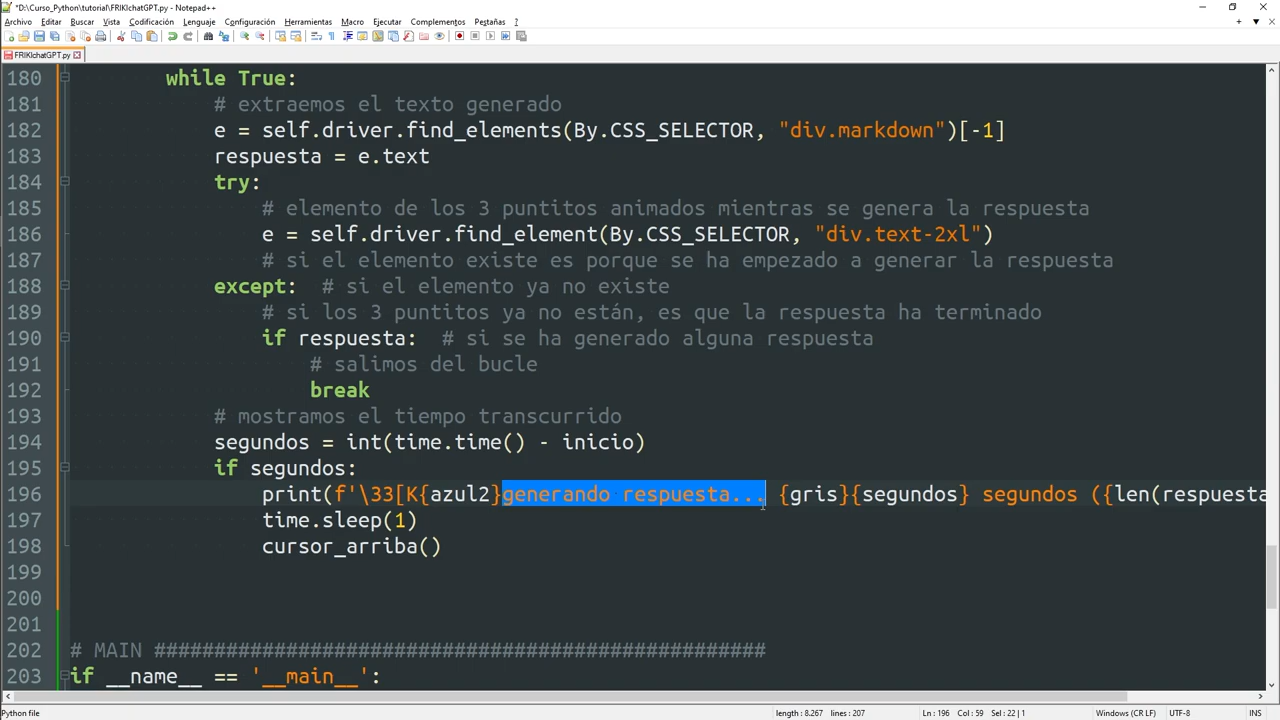 *D:\Curso_Python\tutorial\FRIKIchatGPT.py - Notepad++
Archivo Editar Buscar Vista Codificación Lenguaje Configuración Herramientas Macro Ejecutar Complementos Pestañas ?
FRIKIchatGPT.py
180 while True:
181 # extraemos el texto generado
182 e = self.driver.find_elements(By.CSS_SELECTOR, "div.markdown")[-1]
183 respuesta = e.text
184 try:
185 # elemento de los 3 puntitos animados mientras se genera la respuesta
186 e = self.driver.find_element(By.CSS_SELECTOR, "div.text-2xl")
187 # si el elemento existe es porque se ha empezado a generar la respuesta
188 except: # si el elemento ya no existe
189 # si los 3 puntitos ya no están, es que la respuesta ha terminado
190 if respuesta: # si se ha generado alguna respuesta
191 # salimos del bucle
192 break
193 # mostramos el tiempo transcurrido
194 segundos = int(time.time() - inicio)
195 if segundos:
196 print(f'\33[K{azul2}generando respuesta... {gris}{segundos} segundos ({len(respuesta
197 time.sleep(1)
198 cursor_arriba()
199
200
201
202 # MAIN ###################################################
203 if __name__ == '__main__':
Python file length : 8.267 lines : 207 Ln : 196 Col : 59 Sel : 22 | 1 Windows (CR LF) UTF-8 INS